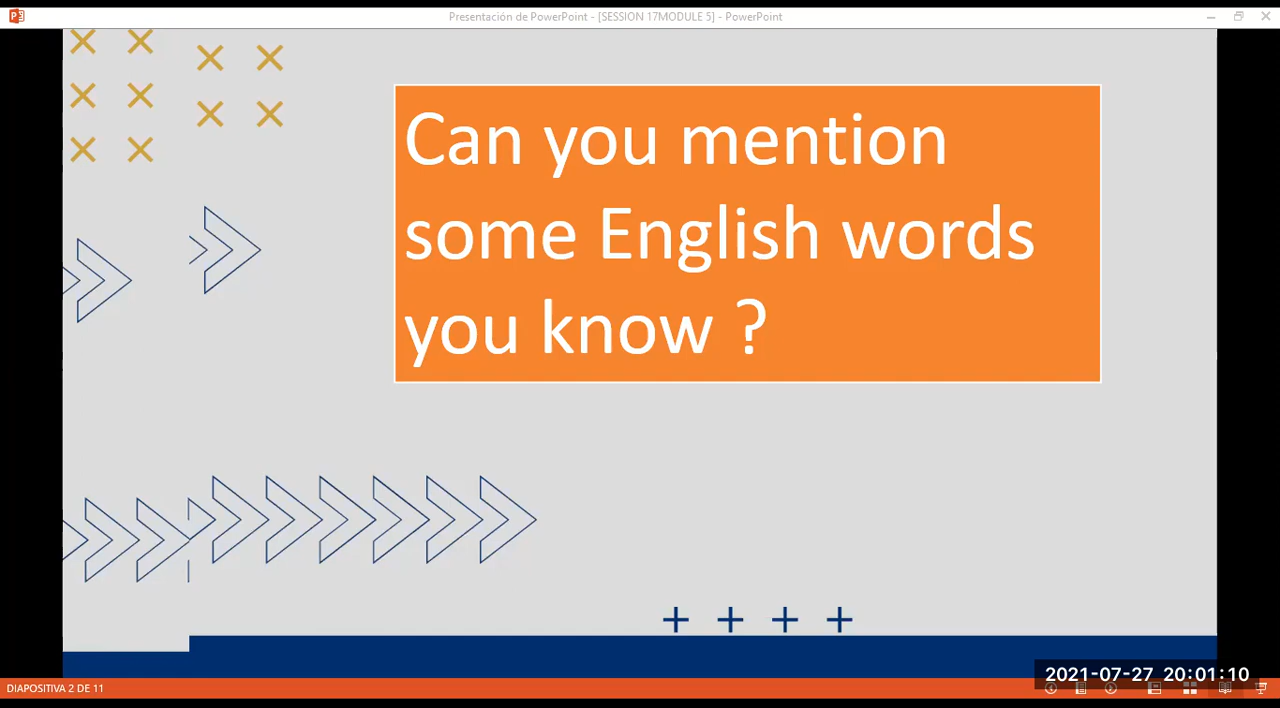 Presentación de PowerPoint - [SESSION 17MODULE 5] - PowerPoint
Can you mention
some English words
you know ?
2021-07-27 20:01:10
DIAPOSITIVA 2 DE 11